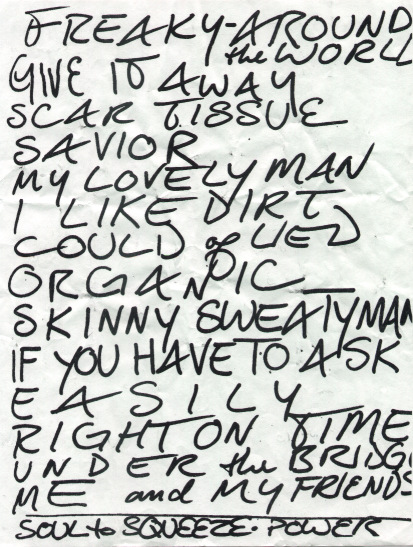 FREAKY-AROUND
the WORL
GIVE IT AWAY
SCAR TISSUE
SAVIOR
MY LOVELY MAN
I LIKE DIRT
COULD of LIED
ORGANIC
SKINNY SWEATY MAN
IF YOU HAVE TO ASK
EASILY
RIGHT ON TIME
UNDER the BRIDG
ME and MY FRIENDS
SOUL to SQUEEZE · POWER